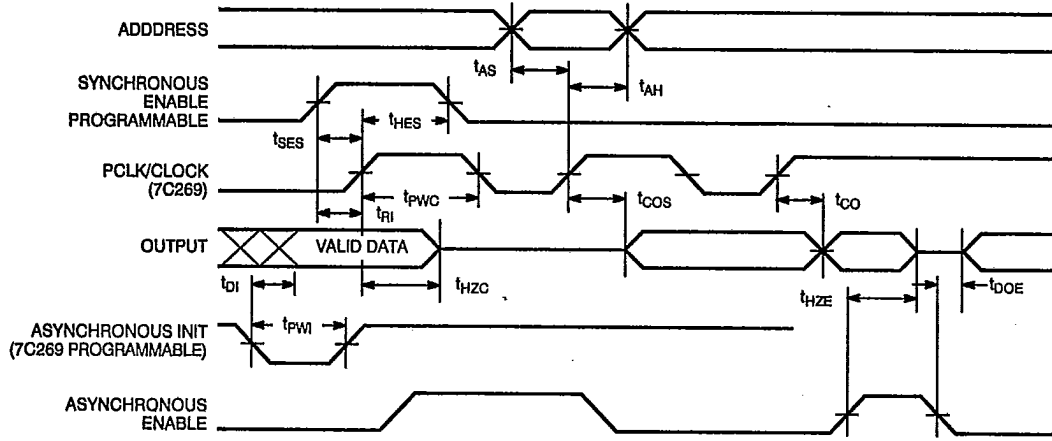 ADDDRESS
tAS
tAH
SYNCHRONOUS
ENABLE
PROGRAMMABLE
tSES
tHES
PCLK/CLOCK
(7C269)
tRI
tPWC
tCOS
tCO
OUTPUT
VALID DATA
tDI
tHZC
tHZE
tDOE
ASYNCHRONOUS INIT
(7C269 PROGRAMMABLE)
tPWI
ASYNCHRONOUS
ENABLE